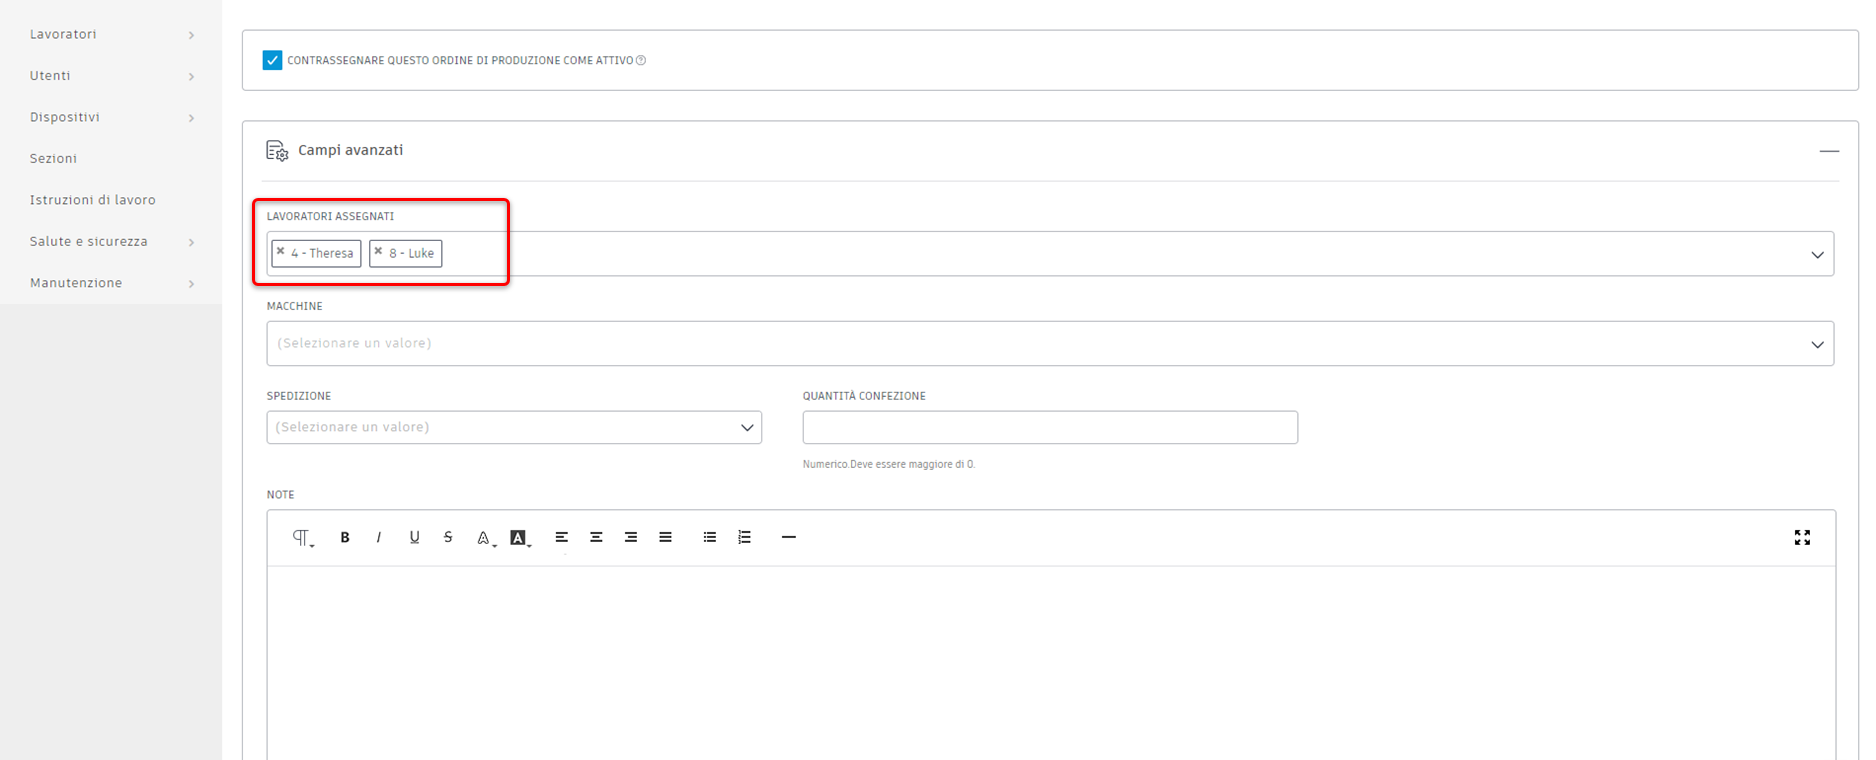 Lavoratori
Utenti
Dispositivi
Sezioni
Istruzioni di lavoro
Salute e sicurezza
Manutenzione
CONTRASSEGNARE QUESTO ORDINE DI PRODUZIONE COME ATTIVO
Campi avanzati
LAVORATORI ASSEGNATI
4 - Theresa 8 - Luke
MACCHINE
(Selezionare un valore)
SPEDIZIONE
(Selezionare un valore)
QUANTITÀ CONFEZIONE
Numerico.Deve essere maggiore di 0.
NOTE
B I U S A A